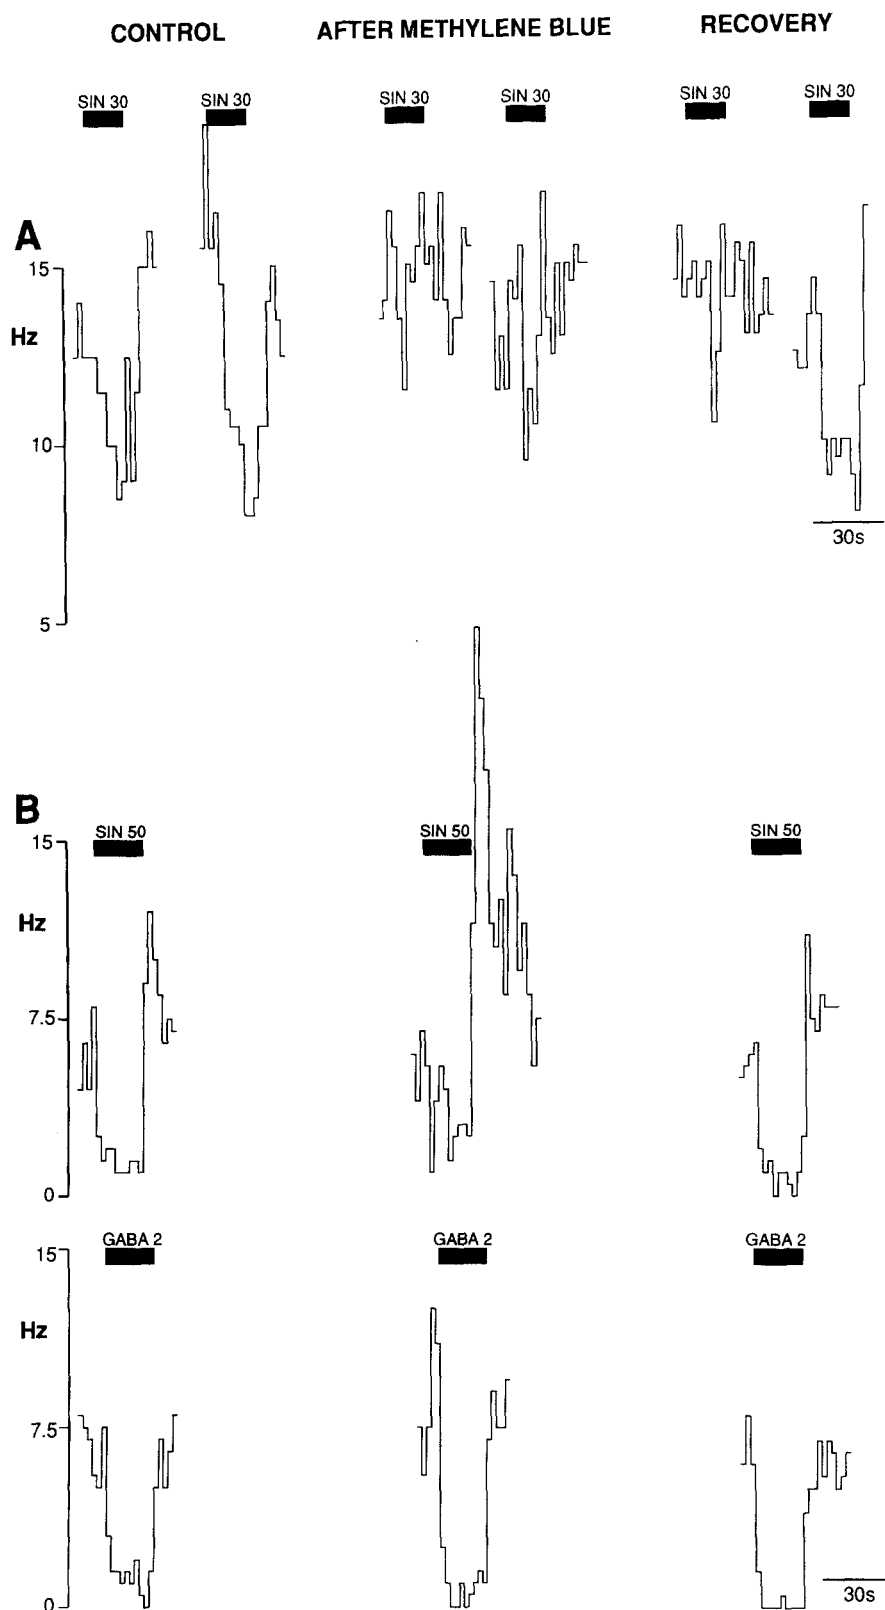 CONTROL
AFTER METHYLENE BLUE
RECOVERY
SIN 30
SIN 30
SIN 30
SIN 30
SIN 30
SIN 30
A
15
Hz
10
5
30s
B
SIN 50
SIN 50
SIN 50
15
Hz
7.5
0
GABA 2
GABA 2
GABA 2
15
Hz
7.5
0
30s